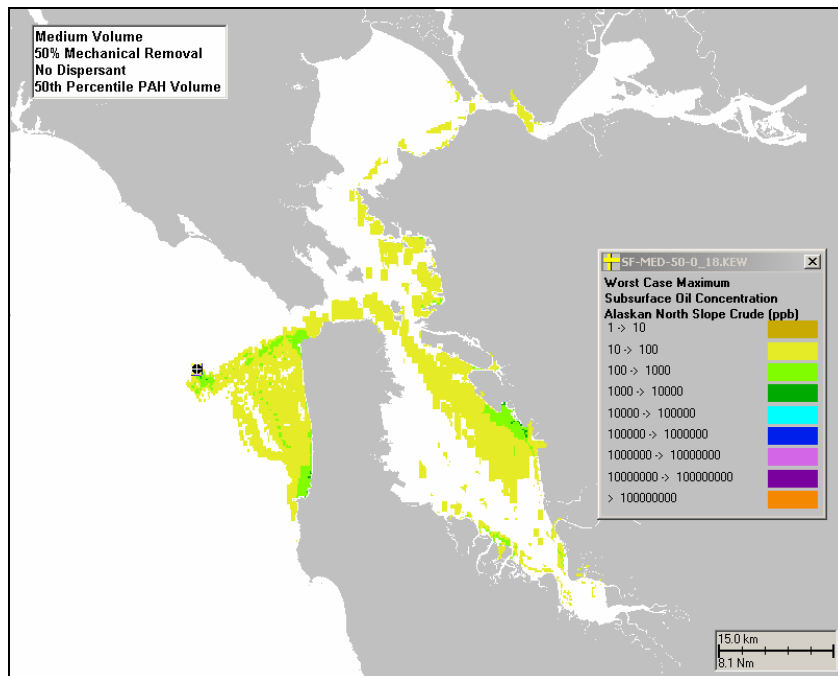 Medium Volume
50% Mechanical Removal
No Dispersant
50th Percentile PAH Volume
SF-MED-50-0_18.KEW
Worst Case Maximum
Subsurface Oil Concentration
Alaskan North Slope Crude (ppb)
1 -> 10
10 -> 100
100 -> 1000
1000 -> 10000
10000 -> 100000
100000 -> 1000000
1000000 -> 10000000
10000000 -> 100000000
> 100000000
15.0 km
8.1 Nm